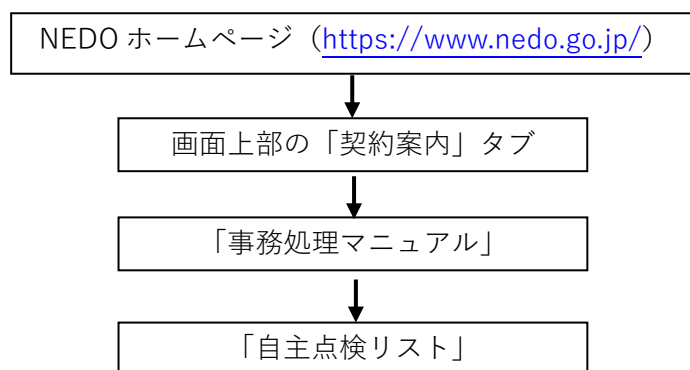 NEDO ホームページ（https://www.nedo.go.jp/）
画面上部の「契約案内」タブ
「事務処理マニュアル」
「自主点検リスト」